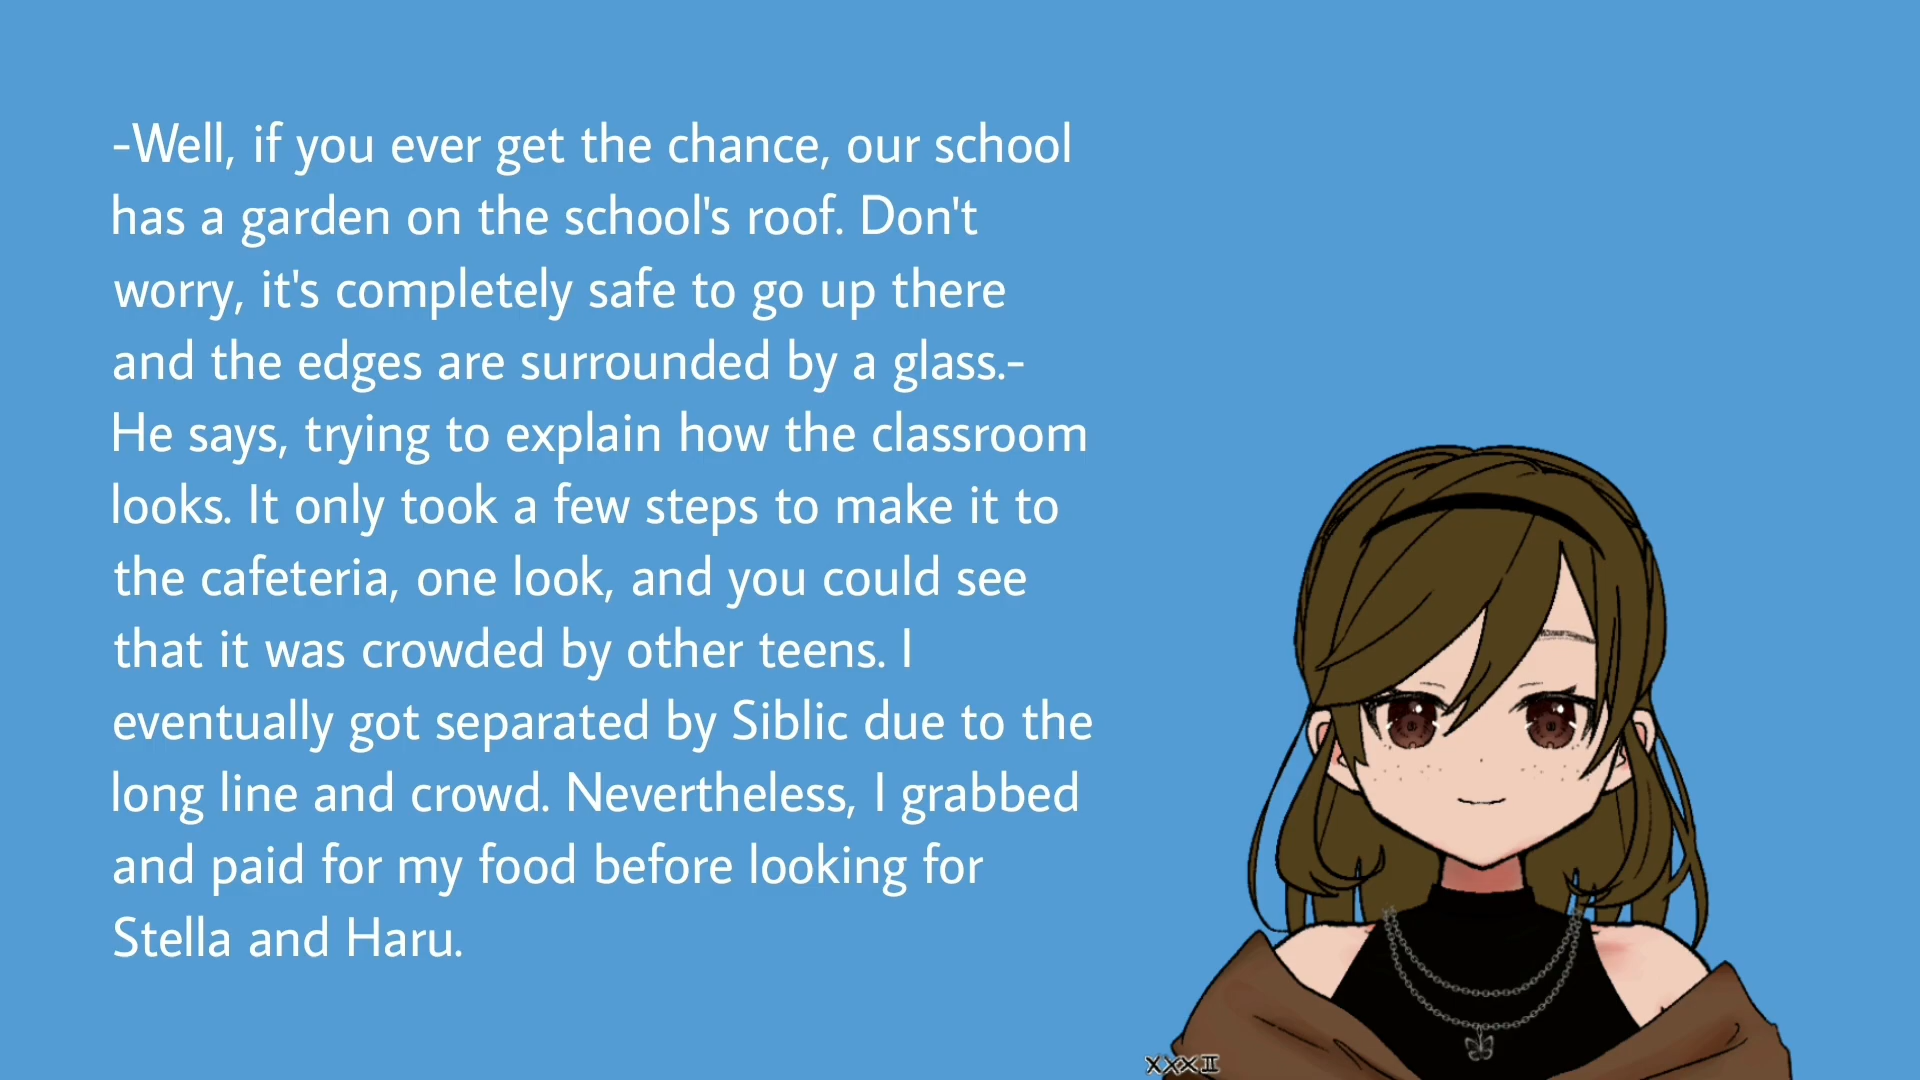 -Well, if you ever get the chance, our school
has a garden on the school's roof. Don't
worry, it's completely safe to go up there
and the edges are surrounded by a glass.-
He says, trying to explain how the classroom
looks. It only took a few steps to make it to
the cafeteria, one look, and you could see
that it was crowded by other teens. I
eventually got separated by Siblic due to the
long line and crowd. Nevertheless, I grabbed
and paid for my food before looking for
Stella and Haru.
XXXII